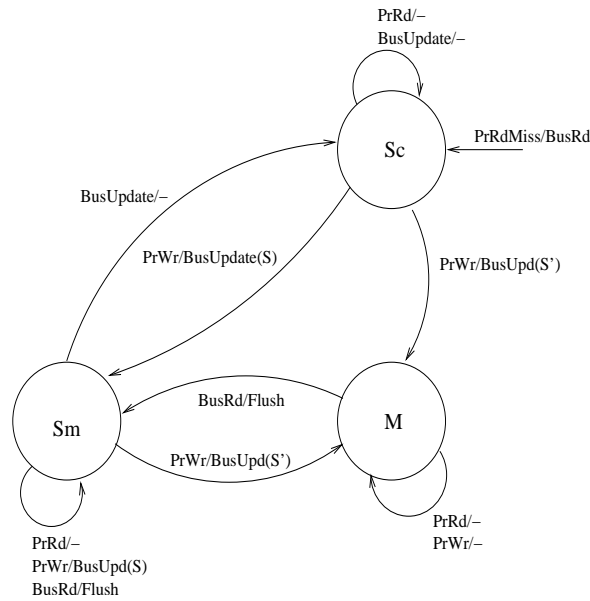 PrRd/–
BusUpdate/–
PrRdMiss/BusRd
Sc
BusUpdate/–
PrWr/BusUpdate(S)
PrWr/BusUpd(S')
BusRd/Flush
Sm
M
PrWr/BusUpd(S')
PrRd/–
PrWr/–
PrRd/–
PrWr/BusUpd(S)
BusRd/Flush